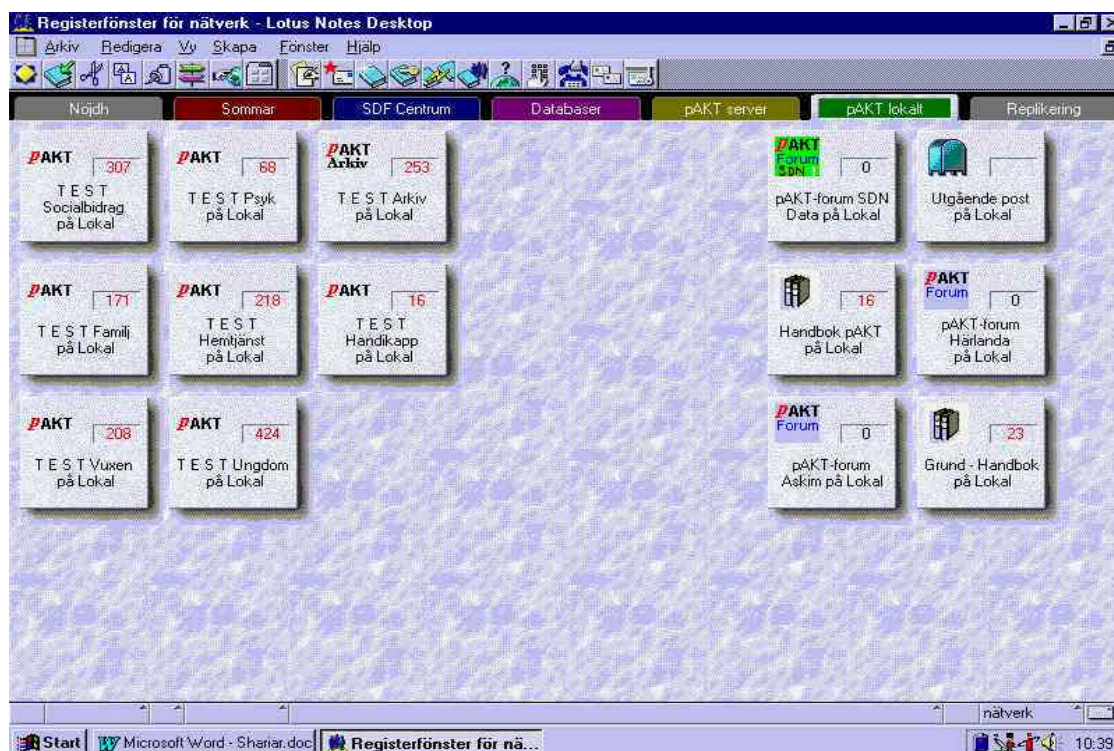 Registerfönster för nätverk - Lotus Notes Desktop
Arkiv Redigera Vy Skapa Fönster Hjälp
Nöjdh Sommar SDF Centrum Databaser pAKT server pAKT lokalt Replikering
pAKT 307
T E S T
Socialbidrag
på Lokal
pAKT 68
T E S T Psyk
på Lokal
pAKT
Arkiv 253
T E S T Arkiv
på Lokal
pAKT
Forum
SDN 0
pAKT-forum SDN
Data på Lokal
Utgående post
på Lokal
pAKT 171
T E S T Familj
på Lokal
pAKT 218
T E S T
Hemtjänst
på Lokal
pAKT 16
T E S T
Handikapp
på Lokal
16
Handbok pAKT
på Lokal
pAKT
Forum 0
pAKT-forum
Härlanda
på Lokal
pAKT 208
T E S T Vuxen
på Lokal
pAKT 424
T E S T Ungdom
på Lokal
pAKT
Forum 0
pAKT-forum
Askim på Lokal
23
Grund - Handbok
på Lokal
nätverk
Start Microsoft Word - Shariar.doc Registerfönster för nä... 10:39